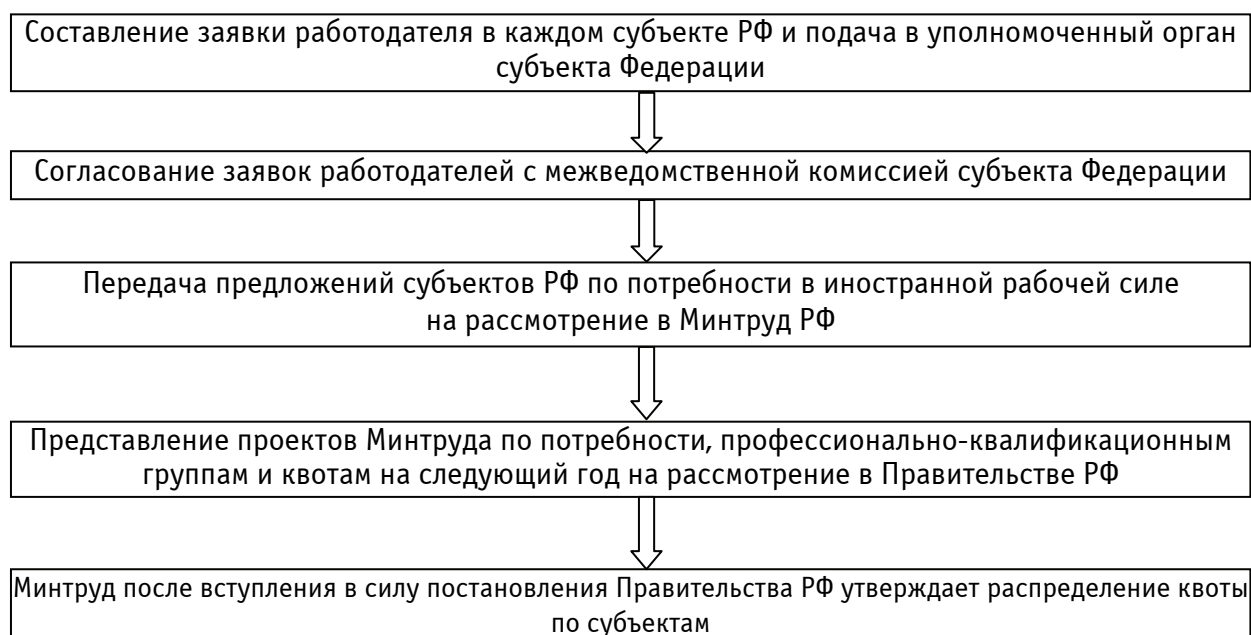 Составление заявки работодателя в каждом субъекте РФ и подача в уполномоченный орган
субъекта Федерации
Согласование заявок работодателей с межведомственной комиссией субъекта Федерации
Передача предложений субъектов РФ по потребности в иностранной рабочей силе
на рассмотрение в Минтруд РФ
Представление проектов Минтруда по потребности, профессионально-квалификационным
группам и квотам на следующий год на рассмотрение в Правительстве РФ
Минтруд после вступления в силу постановления Правительства РФ утверждает распределение квоты
по субъектам